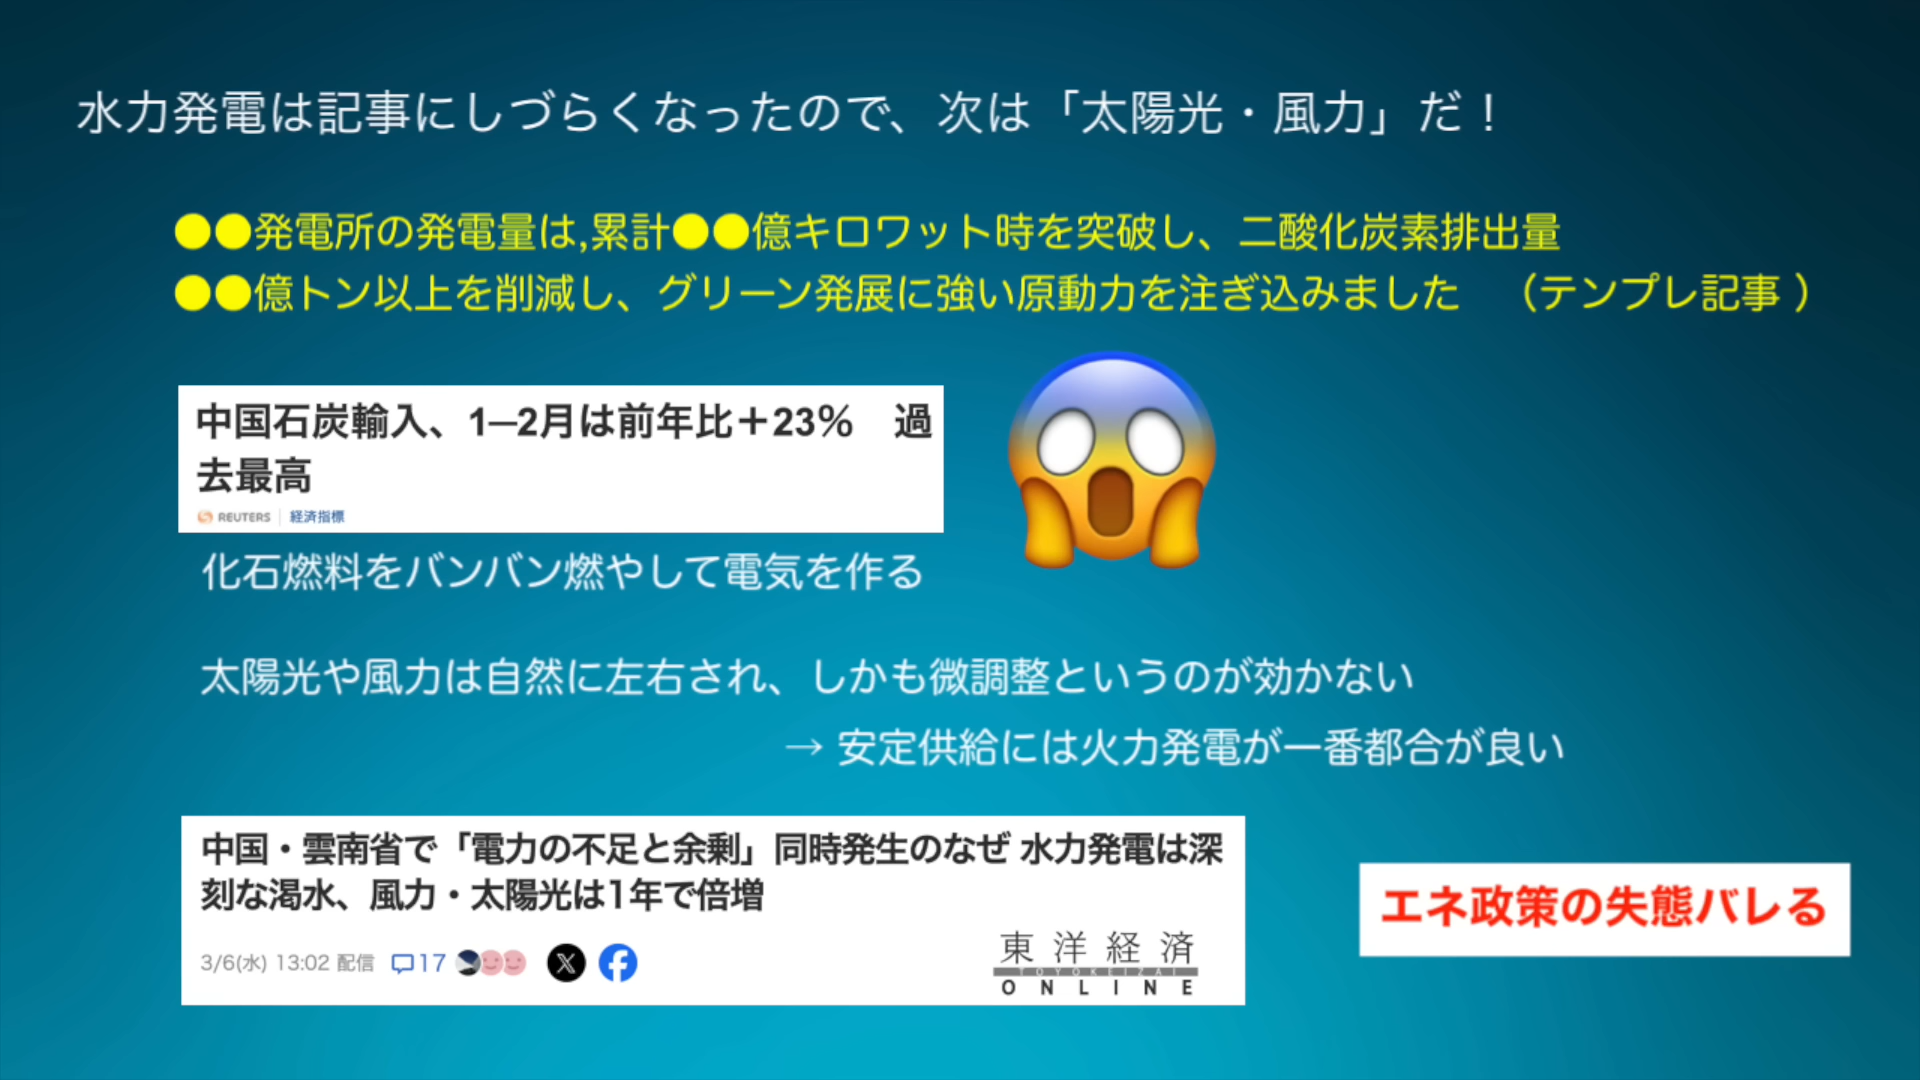 水力発電は記事にしづらくなったので、次は「太陽光・風力」だ！
●●発電所の発電量は,累計●●億キロワット時を突破し、二酸化炭素排出量
●●億トン以上を削減し、グリーン発展に強い原動力を注ぎ込みました　（テンプレ記事 ）
中国石炭輸入、1―2月は前年比＋23％　過
去最高
REUTERS | 経済指標
化石燃料をバンバン燃やして電気を作る
太陽光や風力は自然に左右され、しかも微調整というのが効かない
→ 安定供給には火力発電が一番都合が良い
中国・雲南省で「電力の不足と余剰」同時発生のなぜ 水力発電は深
刻な渇水、風力・太陽光は1年で倍増
3/6(水) 13:02 配信 17
東洋経済
TOYOKEIZAI
ONLINE
エネ政策の失態バレる